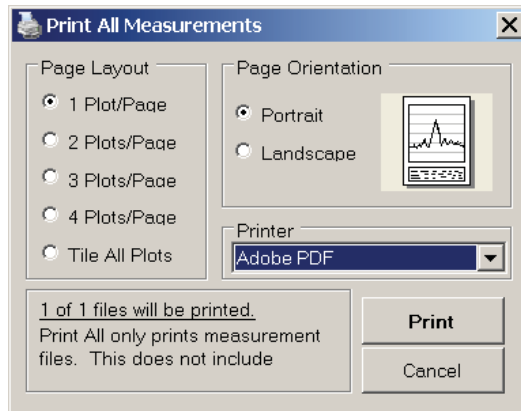 Print All Measurements
Page Layout
1 Plot/Page
2 Plots/Page
3 Plots/Page
4 Plots/Page
Tile All Plots
Page Orientation
Portrait
Landscape
Printer
Adobe PDF
1 of 1 files will be printed.
Print All only prints measurement
files. This does not include
Print
Cancel